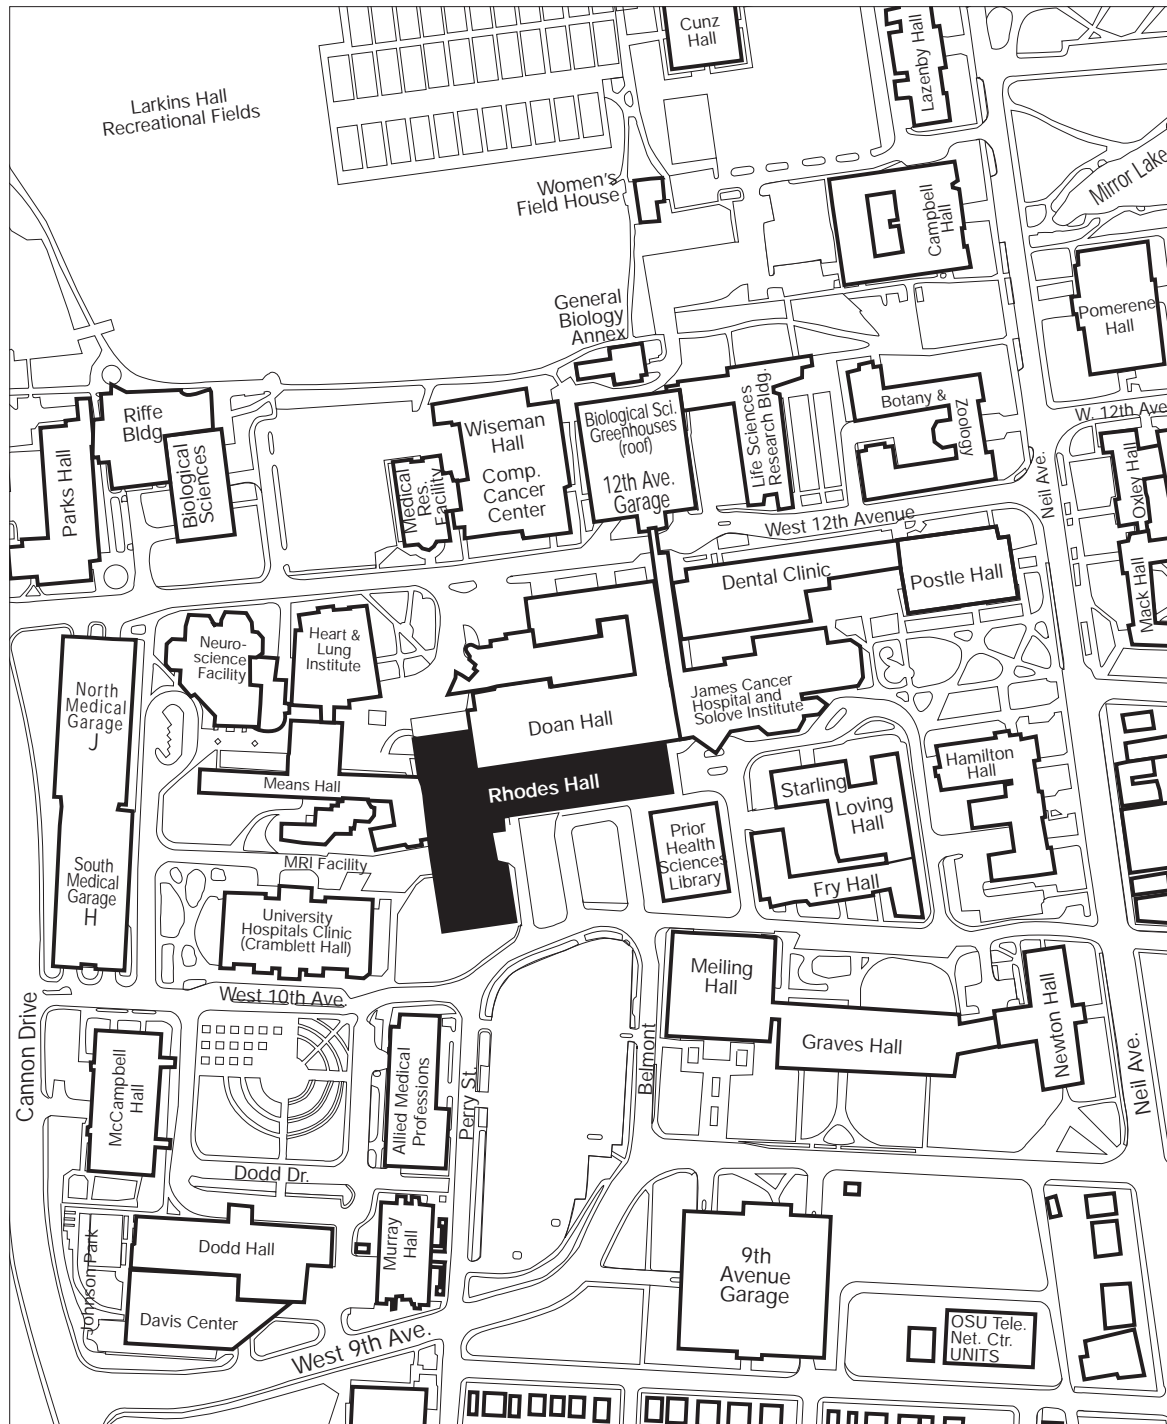 Cunz
Hall
Lazenby Hall
Larkins Hall
Recreational Fields
Mirror Lake
Women's
Field House
Campbell
Hall
General
Biology
Annex
Pomerene
Hall
Riffe
Bldg.
Parks Hall
Biological
Sciences
Wiseman
Hall
Comp.
Cancer
Center
Medical
Res.
Facility
Biological Sci.
Greenhouses
(roof)
12th Ave.
Garage
Life Sciences
Research Bldg.
Botany &
Zoology
W. 12th Ave
Neil Ave.
Oxley Hall
West 12th Avenue
Mack Hall
Dental Clinic
Postle Hall
Neuro-
science
Facility
Heart &
Lung
Institute
North
Medical
Garage
J
James Cancer
Hospital and
Solove Institute
Doan Hall
Means Hall
Rhodes Hall
Hamilton
Hall
Starling
Loving
Hall
Prior
Health
Sciences
Library
MRI Facility
South
Medical
Garage
H
Fry Hall
University
Hospitals Clinic
(Cramblett Hall)
Meiling
Hall
Newton Hall
West 10th Ave.
Cannon Drive
Graves Hall
Belmont
McCampbell
Hall
Allied Medical
Professions
Perry St.
Neil Ave.
Dodd Dr.
Johnson Park
Dodd Hall
Murray
Hall
9th
Avenue
Garage
Davis Center
West 9th Ave.
OSU Tele.
Net. Ctr.
UNITS